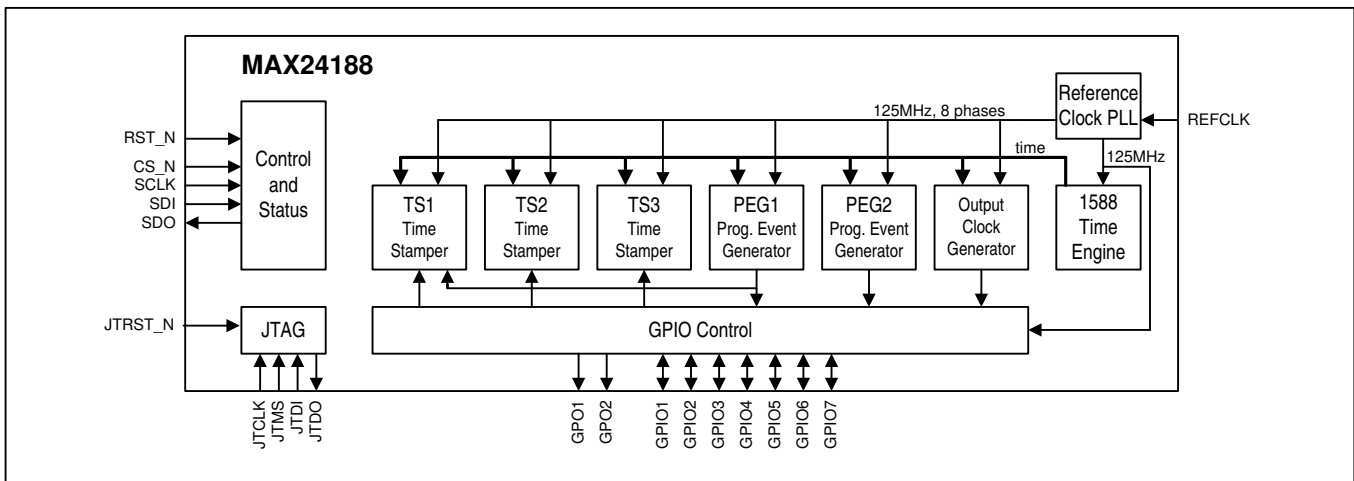 MAX24188
Reference
Clock PLL
125MHz, 8 phases
REFCLK
RST_N
CS_N
SCLK
SDI
SDO
Control
and
Status
time
125MHz
TS1
Time
Stamper
TS2
Time
Stamper
TS3
Time
Stamper
PEG1
Prog. Event
Generator
PEG2
Prog. Event
Generator
Output
Clock
Generator
1588
Time
Engine
JTRST_N
JTAG
GPIO Control
JTCLK
JTMS
JTDI
JTDO
GPO1
GPO2
GPIO1
GPIO2
GPIO3
GPIO4
GPIO5
GPIO6
GPIO7